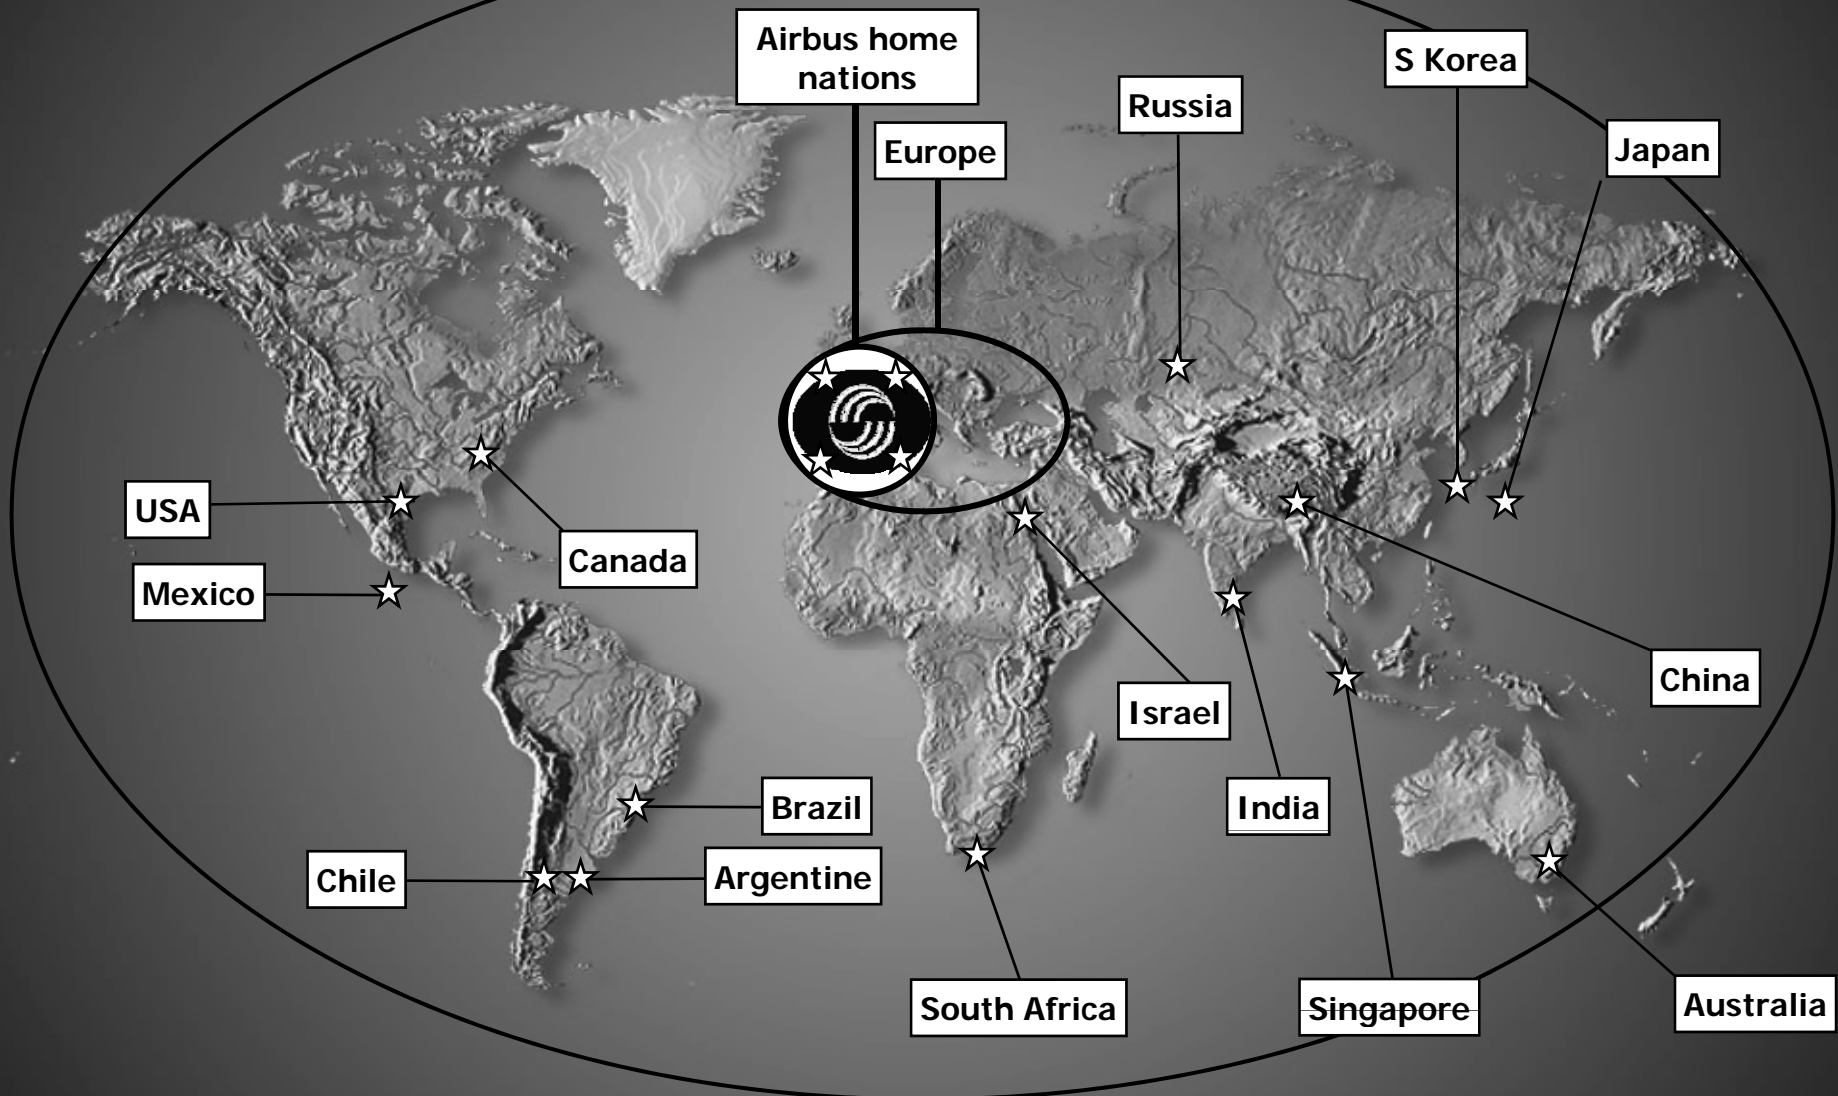 Airbus home
nations
S Korea
Russia
Japan
Europe
USA
Canada
Mexico
China
Israel
Brazil
India
Chile
Argentine
South Africa
Singapore
Australia